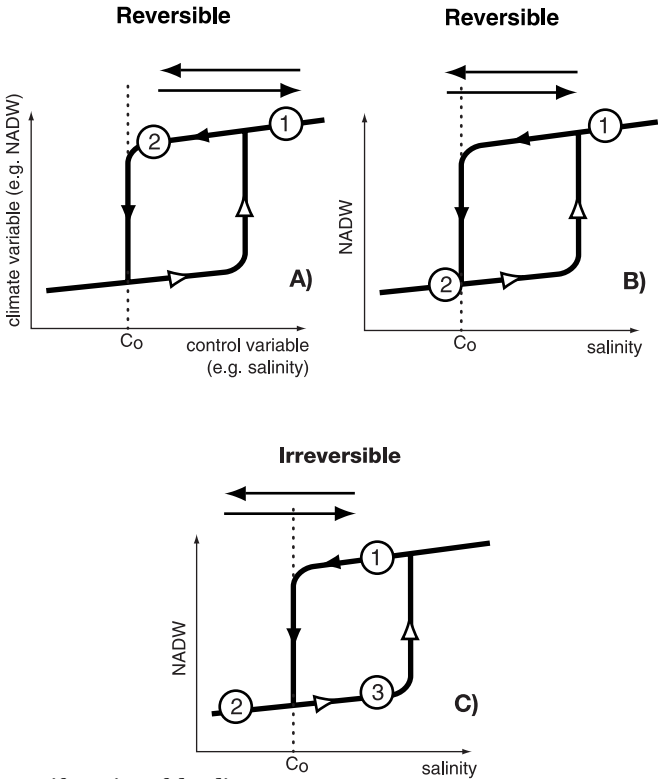 Reversible
Reversible
climate variable (e.g. NADW)
1
2
A)
Co
control variable
(e.g. salinity)
NADW
1
2
B)
Co
salinity
Irreversible
NADW
1
2
3
C)
Co
salinity